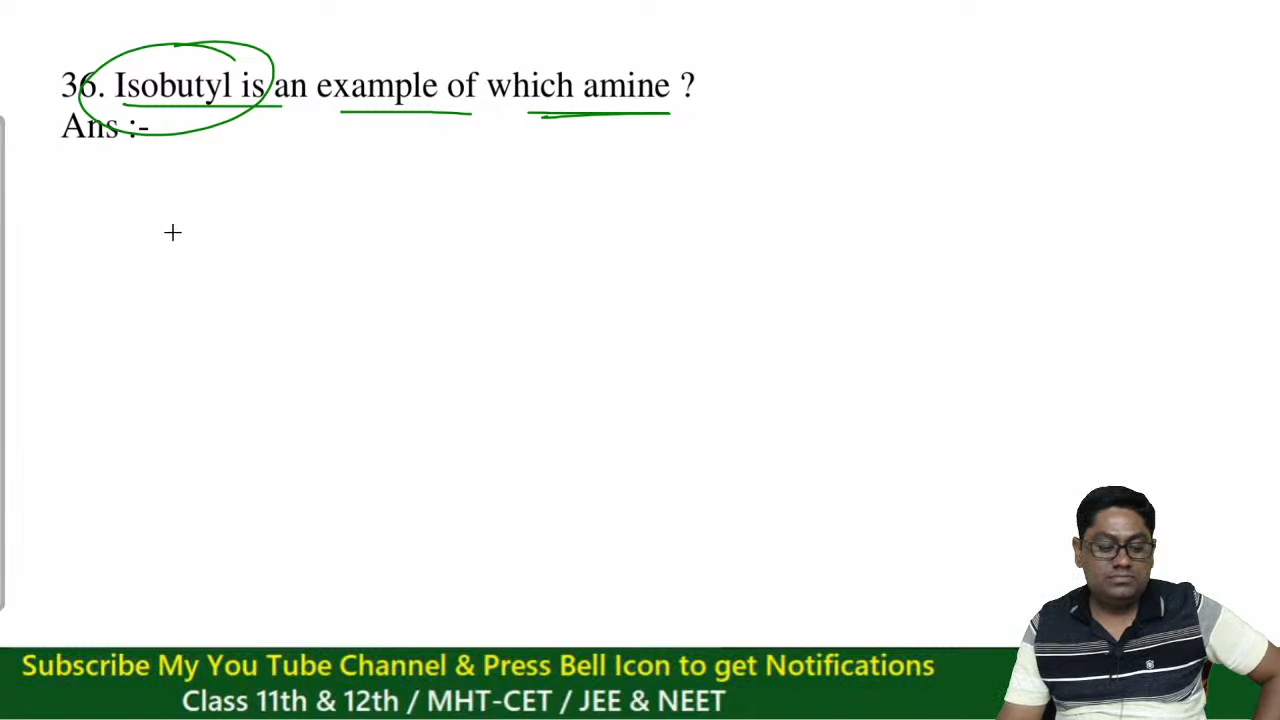 36. Isobutyl is an example of which amine ?
Ans :-
Subscribe My You Tube Channel & Press Bell Icon to get Notifications
Class 11th & 12th / MHT-CET / JEE & NEET